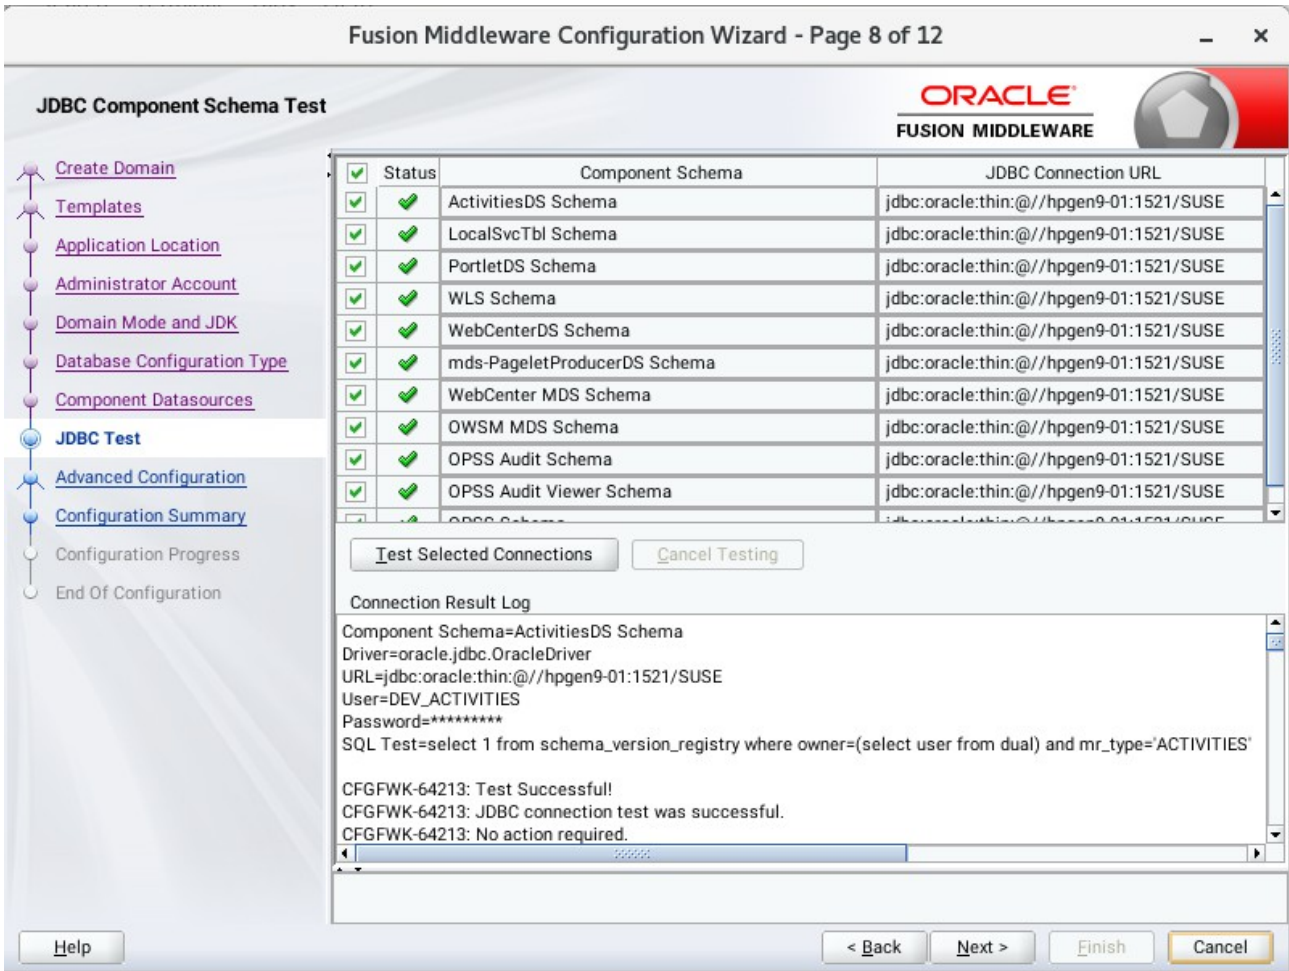 Fusion Middleware Configuration Wizard - Page 8 of 12
JDBC Component Schema Test
ORACLE
FUSION MIDDLEWARE
Create Domain
Templates
Application Location
Administrator Account
Domain Mode and JDK
Database Configuration Type
Component Datasources
JDBC Test
Advanced Configuration
Configuration Summary
Configuration Progress
End Of Configuration
Status Component Schema JDBC Connection URL
ActivitiesDS Schema jdbc:oracle:thin:@//hpgen9-01:1521/SUSE
LocalSvcTbl Schema jdbc:oracle:thin:@//hpgen9-01:1521/SUSE
PortletDS Schema jdbc:oracle:thin:@//hpgen9-01:1521/SUSE
WLS Schema jdbc:oracle:thin:@//hpgen9-01:1521/SUSE
WebCenterDS Schema jdbc:oracle:thin:@//hpgen9-01:1521/SUSE
mds-PageletProducerDS Schema jdbc:oracle:thin:@//hpgen9-01:1521/SUSE
WebCenter MDS Schema jdbc:oracle:thin:@//hpgen9-01:1521/SUSE
OWSM MDS Schema jdbc:oracle:thin:@//hpgen9-01:1521/SUSE
OPSS Audit Schema jdbc:oracle:thin:@//hpgen9-01:1521/SUSE
OPSS Audit Viewer Schema jdbc:oracle:thin:@//hpgen9-01:1521/SUSE
OPSS Schema jdbc:oracle:thin:@//hpgen9-01:1521/SUSE
Test Selected Connections Cancel Testing
Connection Result Log
Component Schema=ActivitiesDS Schema
Driver=oracle.jdbc.OracleDriver
URL=jdbc:oracle:thin:@//hpgen9-01:1521/SUSE
User=DEV_ACTIVITIES
Password=*********
SQL Test=select 1 from schema_version_registry where owner=(select user from dual) and mr_type='ACTIVITIES'
CFGFWK-64213: Test Successful!
CFGFWK-64213: JDBC connection test was successful.
CFGFWK-64213: No action required.
Help < Back Next > Finish Cancel